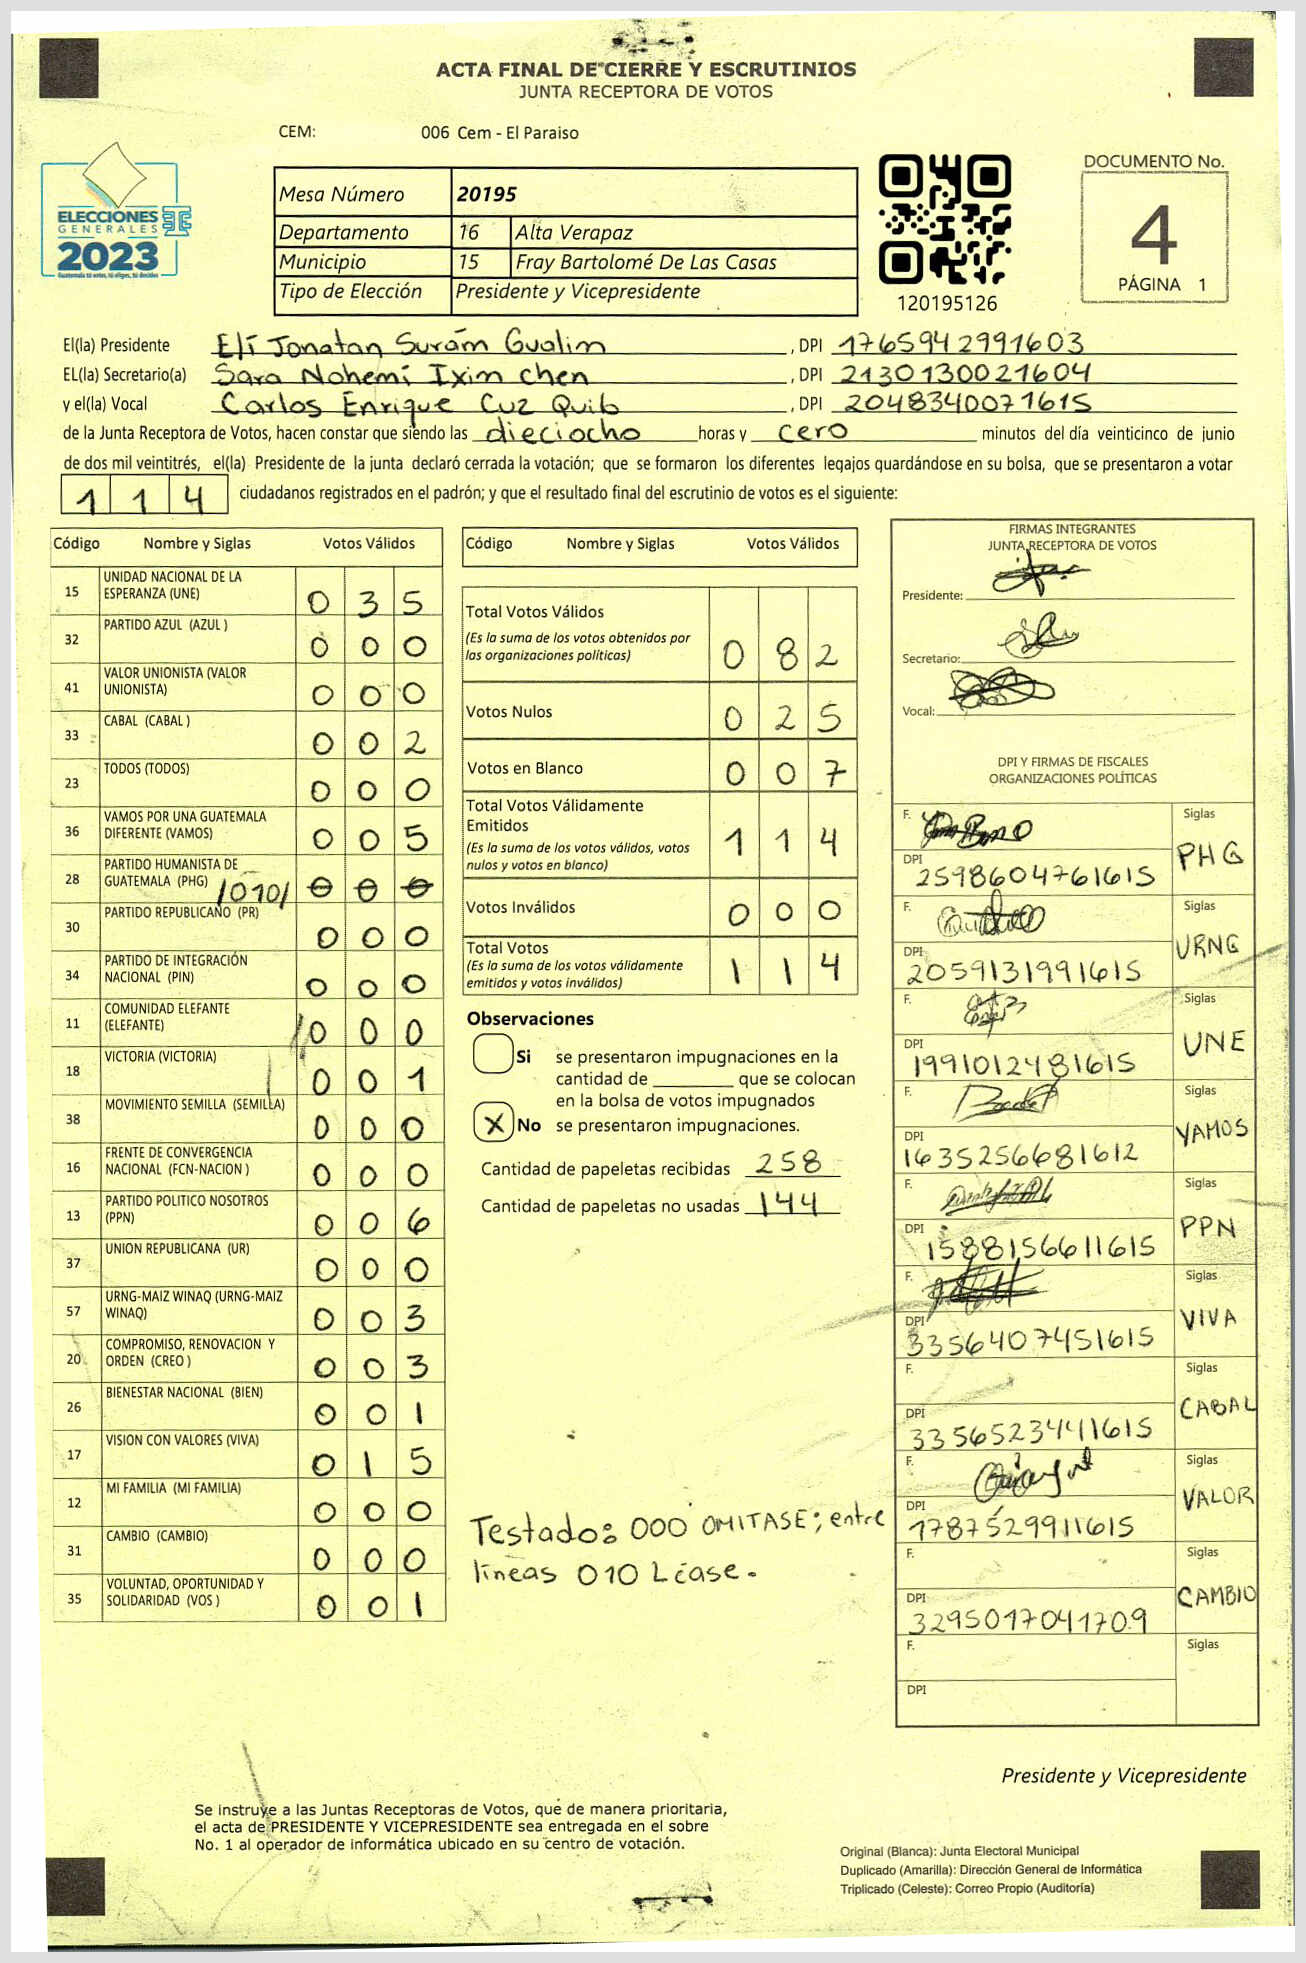 ACTA FINAL DE CIERRE Y ESCRUTINIOS
JUNTA RECEPTORA DE VOTOS
CEM: 006 Cem - El Paraiso
ELECCIONES
GENERALES
2023
Mesa Número 20195
Departamento 16 Alta Verapaz
Municipio 15 Fray Bartolomé De Las Casas
Tipo de Elección Presidente y Vicepresidente
120195126
DOCUMENTO No.
4
PÁGINA 1
El(la) Presidente Elí Jonatan Suram Gualim , DPI 1765942991603
EL(la) Secretario(a) Sara Nohemí Ixim Chen , DPI 2130130021604
y el(la) Vocal Carlos Enrique Cuz Quib , DPI 2048340071615
de la Junta Receptora de Votos, hacen constar que siendo las dieciocho horas y cero minutos del día veinticinco de junio
de dos mil veintitrés, el(la) Presidente de la junta declaró cerrada la votación; que se formaron los diferentes legajos quardándose en su bolsa, que se presentaron a votar
1 1 4 ciudadanos registrados en el padrón; y que el resultado final del escrutinio de votos es el siguiente:
Código Nombre y Siglas Votos Válidos
15 UNIDAD NACIONAL DE LA
ESPERANZA (UNE) 0 3 5
32 PARTIDO AZUL (AZUL ) 0 0 0
41 VALOR UNIONISTA (VALOR
UNIONISTA) 0 0 0
33 CABAL (CABAL ) 0 0 2
23 TODOS (TODOS) 0 0 0
36 VAMOS POR UNA GUATEMALA
DIFERENTE (VAMOS) 0 0 5
28 PARTIDO HUMANISTA DE
GUATEMALA (PHG) /010/ 0 0 0
30 PARTIDO REPUBLICANO (PR) 0 0 0
34 PARTIDO DE INTEGRACIÓN
NACIONAL (PIN) 0 0 0
11 COMUNIDAD ELEFANTE
(ELEFANTE) 0 0 0
18 VICTORIA (VICTORIA) 0 0 1
38 MOVIMIENTO SEMILLA (SEMILLA) 0 0 0
16 FRENTE DE CONVERGENCIA
NACIONAL (FCN-NACION ) 0 0 0
13 PARTIDO POLITICO NOSOTROS
(PPN) 0 0 6
37 UNION REPUBLICANA (UR) 0 0 0
57 URNG-MAIZ WINAQ (URNG-MAIZ
WINAQ) 0 0 3
20 COMPROMISO, RENOVACION Y
ORDEN (CREO ) 0 0 3
26 BIENESTAR NACIONAL (BIEN) 0 0 1
17 VISION CON VALORES (VIVA) 0 1 5
12 MI FAMILIA (MI FAMILIA) 0 0 0
31 CAMBIO (CAMBIO) 0 0 0
35 VOLUNTAD, OPORTUNIDAD Y
SOLIDARIDAD (VOS ) 0 0 1
Código Nombre y Siglas Votos Válidos
Total Votos Válidos
(Es la suma de los votos obtenidos por
las organizaciones políticas) 0 8 2
Votos Nulos 0 2 5
Votos en Blanco 0 0 7
Total Votos Válidamente
Emitidos
(Es la suma de los votos válidos, votos
nulos y votos en blanco) 1 1 4
Votos Inválidos 0 0 0
Total Votos
(Es la suma de los votos válidamente
emitidos y votos inválidos) 1 1 4
Observaciones
Si se presentaron impugnaciones en la
cantidad de ________ que se colocan
en la bolsa de votos impugnados
X No se presentaron impugnaciones.
Cantidad de papeletas recibidas 258
Cantidad de papeletas no usadas 144
Testado: 000 OMITASE; entre
líneas 010 Léase.
FIRMAS INTEGRANTES
JUNTA RECEPTORA DE VOTOS
Presidente:
Secretario:
Vocal:
DPI Y FIRMAS DE FISCALES
ORGANIZACIONES POLÍTICAS
F. Siglas
DPI 2598604761615 PHG
F. Siglas
DPI 2059131991615 URNG
F. Siglas
DPI 1991012481615 UNE
F. Siglas
DPI 1635256681612 VAMOS
F. Siglas
DPI 1588156611615 PPN
F. Siglas
DPI 3356407451615 VIVA
F. Siglas
DPI 3356523441615 CABAL
F. Siglas
DPI 1787529911615 VALOR
F. Siglas
DPI 3295017041709 CAMBIO
F. Siglas
DPI
Presidente y Vicepresidente
Se instruye a las Juntas Receptoras de Votos, que de manera prioritaria,
el acta de PRESIDENTE Y VICEPRESIDENTE sea entregada en el sobre
No. 1 al operador de informática ubicado en su centro de votación.
Original (Blanca): Junta Electoral Municipal
Duplicado (Amarilla): Dirección General de Informática
Triplicado (Celeste): Correo Propio (Auditoría)